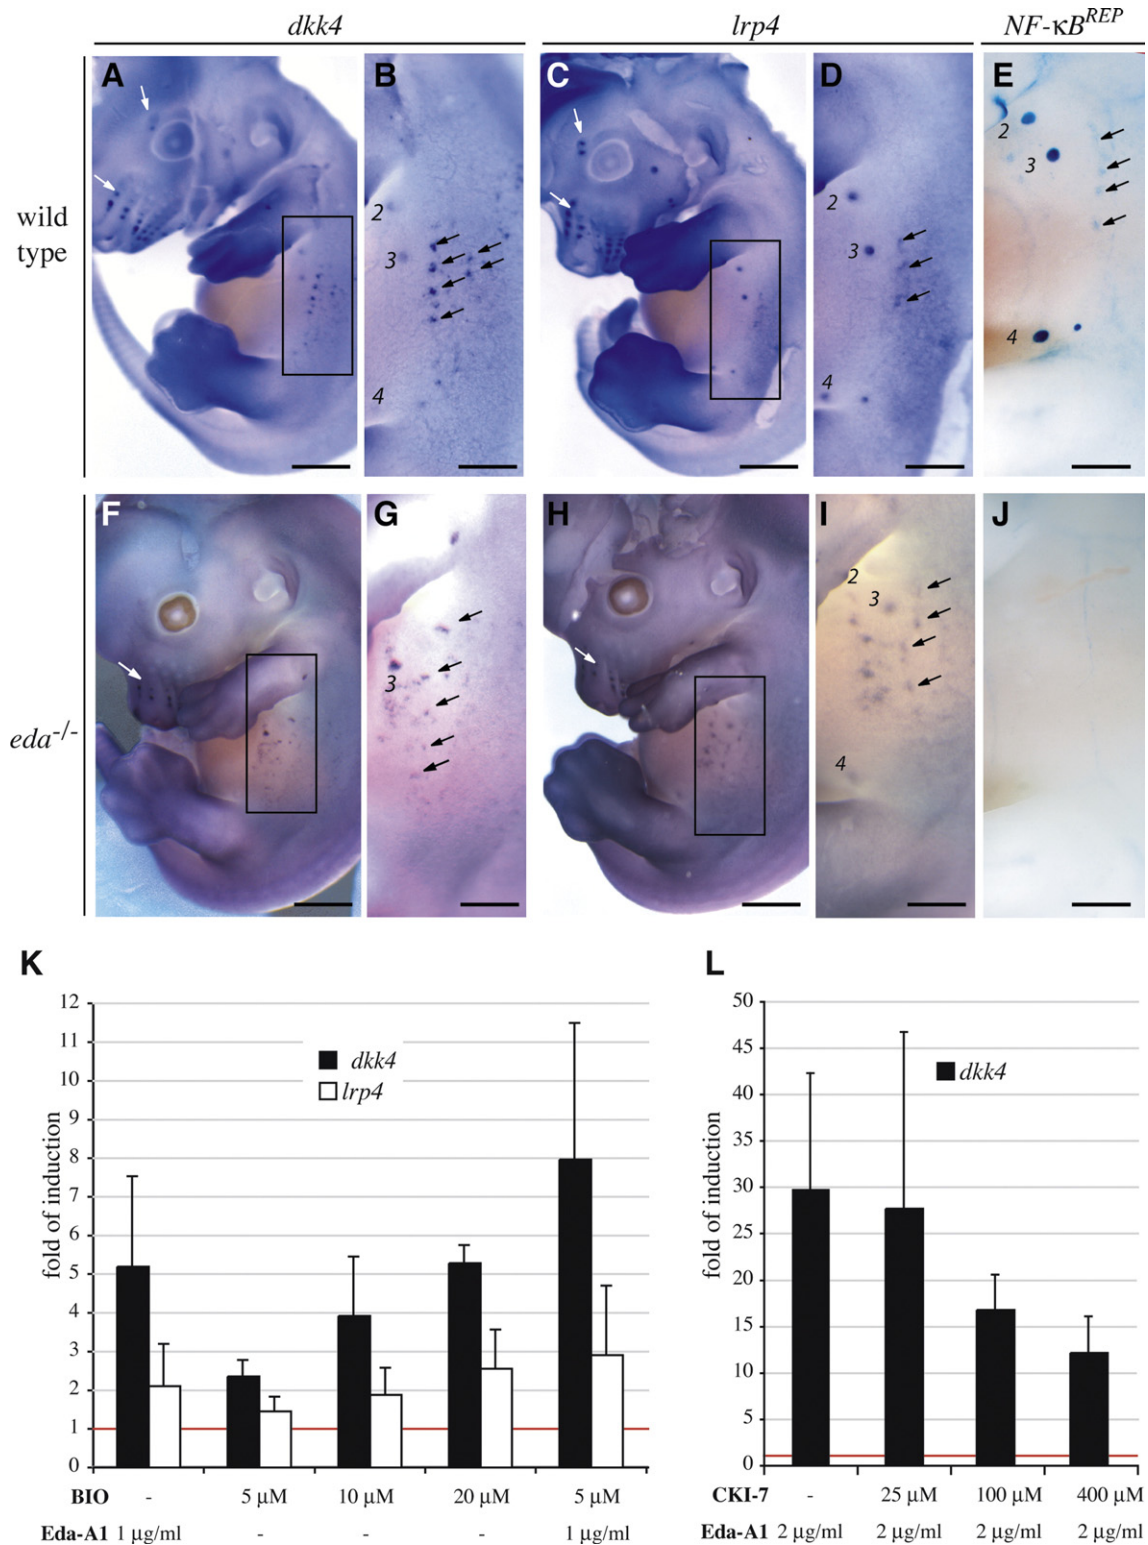 dkk4 lrp4 NF-κB^REP
wild
type
A B C D E
2
3
4
2
3
4
2
3
4
eda-/-
F G H I J
3
2
3
4
K
12
11
10
9
8
7
6
5
4
3
2
1
0
fold of induction
dkk4
lrp4
BIO - 5 µM 10 µM 20 µM 5 µM
Eda-A1 1 µg/ml - - - 1 µg/ml
L
50
45
40
35
30
25
20
15
10
5
0
fold of induction
dkk4
CKI-7 - 25 µM 100 µM 400 µM
Eda-A1 2 µg/ml 2 µg/ml 2 µg/ml 2 µg/ml